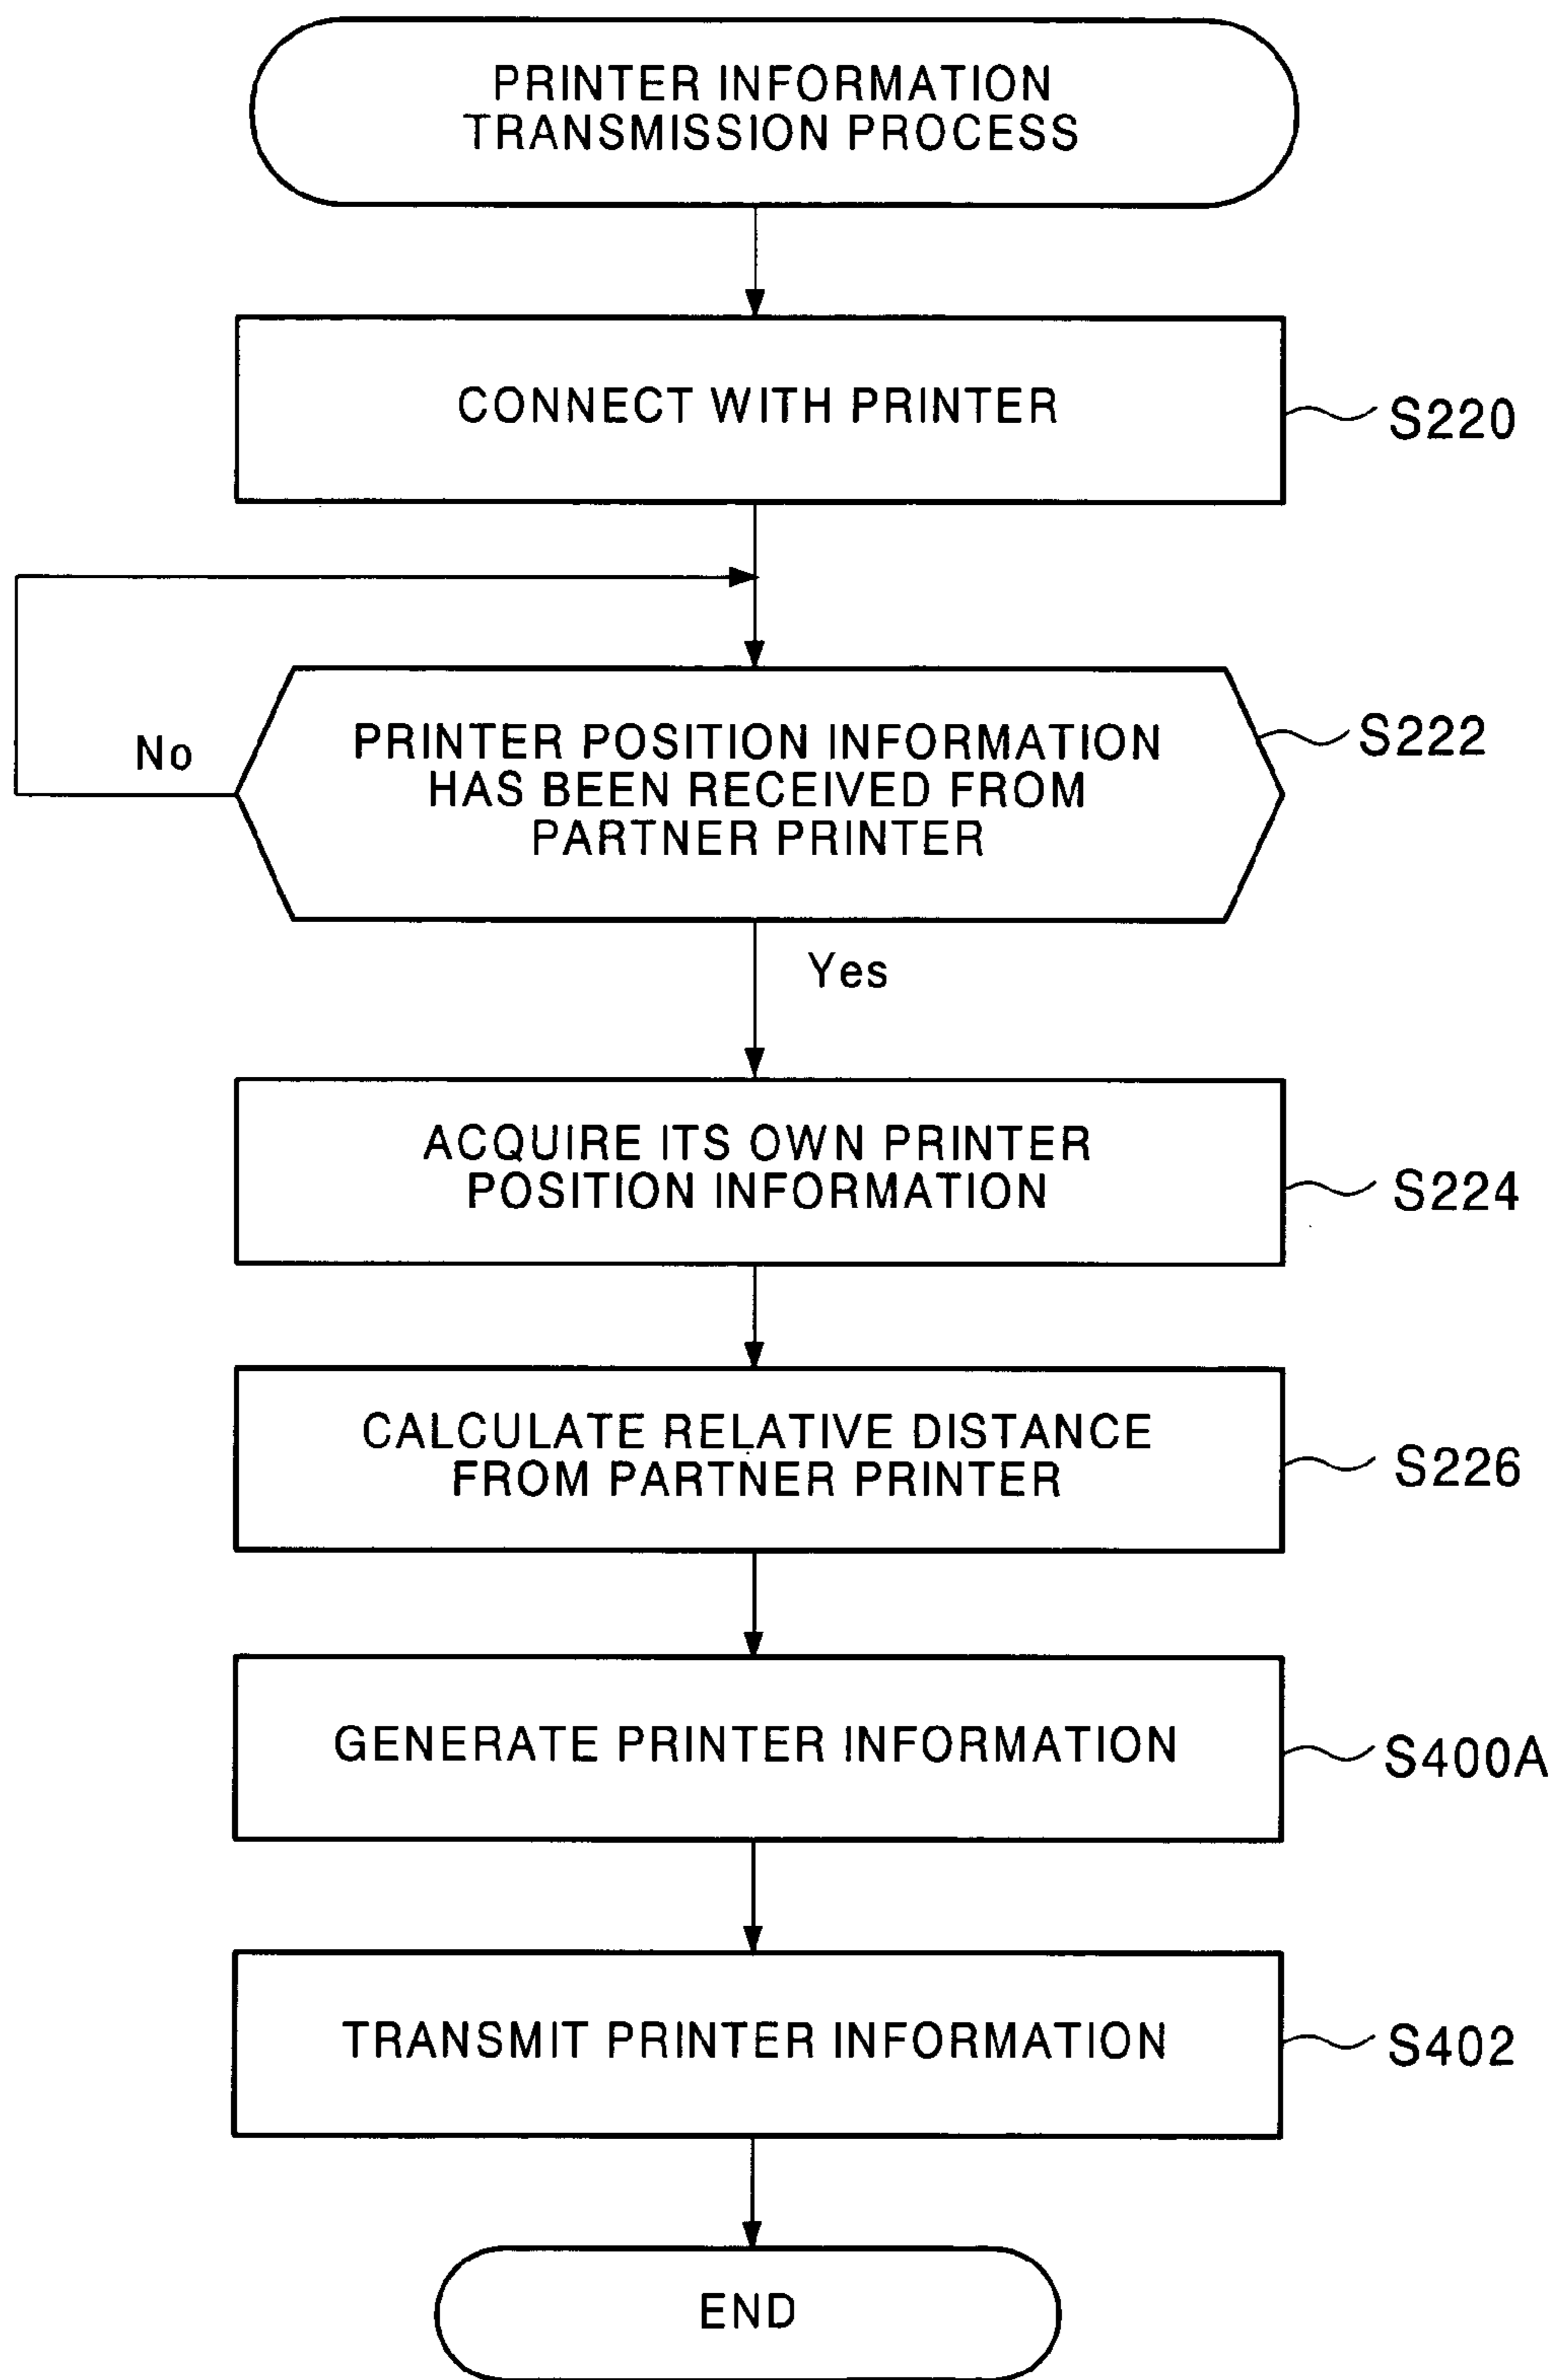 PRINTER INFORMATION
TRANSMISSION PROCESS
CONNECT WITH PRINTER
S220
No
PRINTER POSITION INFORMATION
HAS BEEN RECEIVED FROM
PARTNER PRINTER
S222
Yes
ACQUIRE ITS OWN PRINTER
POSITION INFORMATION
S224
CALCULATE RELATIVE DISTANCE
FROM PARTNER PRINTER
S226
GENERATE PRINTER INFORMATION
S400A
TRANSMIT PRINTER INFORMATION
S402
END